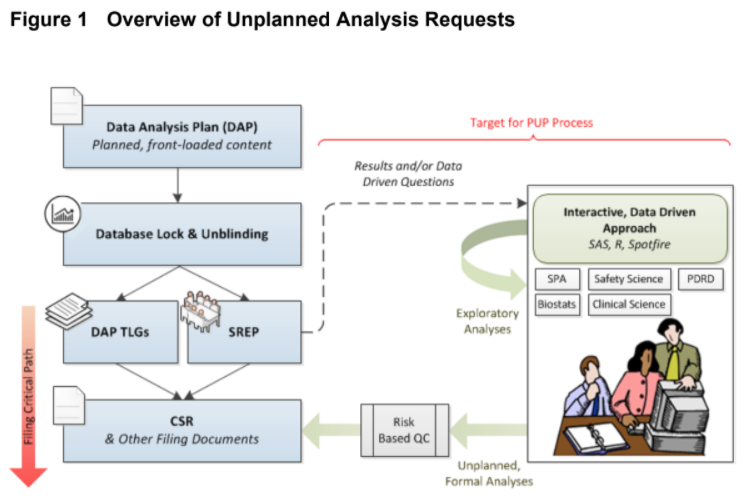 Figure 1 Overview of Unplanned Analysis Requests
Data Analysis Plan (DAP)
Planned, front-loaded content
Target for PUP Process
Results and/or Data
Driven Questions
Database Lock & Unblinding
Interactive, Data Driven
Approach
SAS, R, Spotfire
SPA
Safety Science
PDRD
Biostats
Clinical Science
Exploratory
Analyses
DAP TLGs
SREP
Filing Critical Path
CSR
& Other Filing Documents
Risk
Based QC
Unplanned,
Formal Analyses